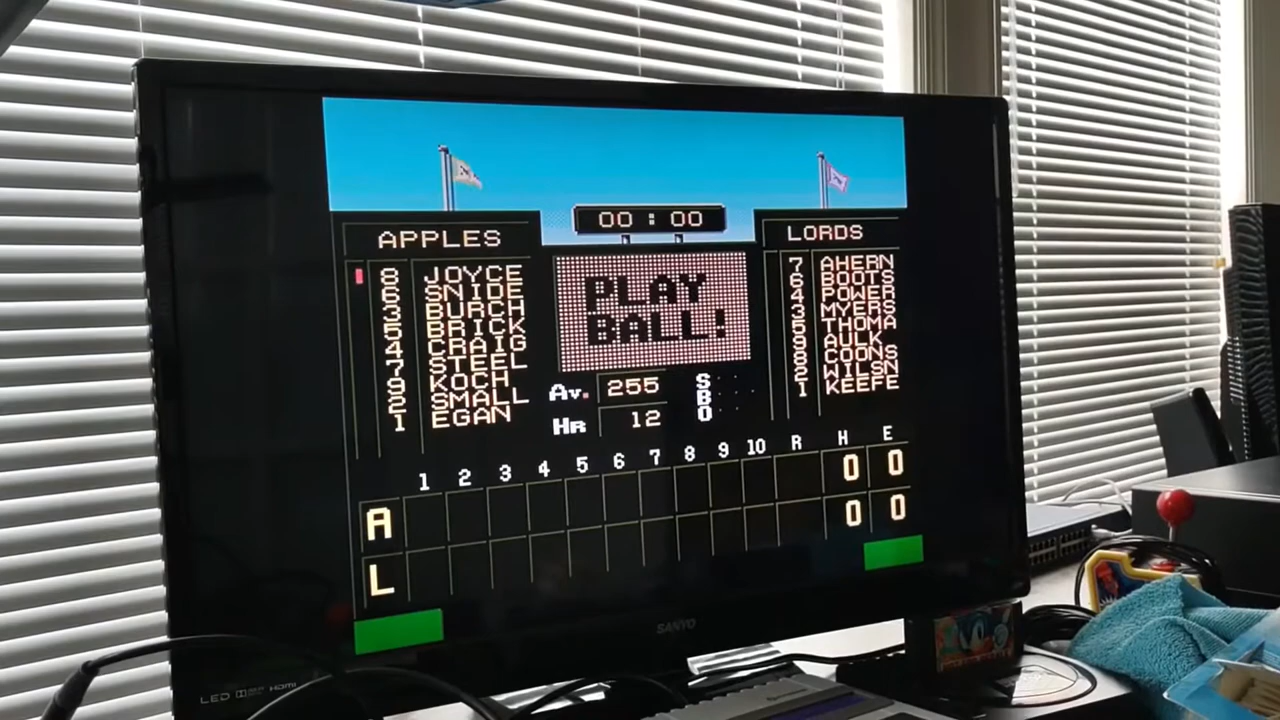 00 : 00
APPLES
8 JOYCE
6 SNIDE
3 BURCH
5 BRICK
4 CRAIG
7 STEEL
9 KOCH
2 SMALL
1 EGAN
PLAY
BALL!
Av. 255
Hr 12
S
B
O
LORDS
7 AHERN
6 BOOTS
4 POWER
3 MYERS
5 THOMA
9 AULK
8 COONS
2 WILSN
1 KEEFE
1 2 3 4 5 6 7 8 9 10 R H E
A 0 0
L 0 0
SANYO
LED HDMI